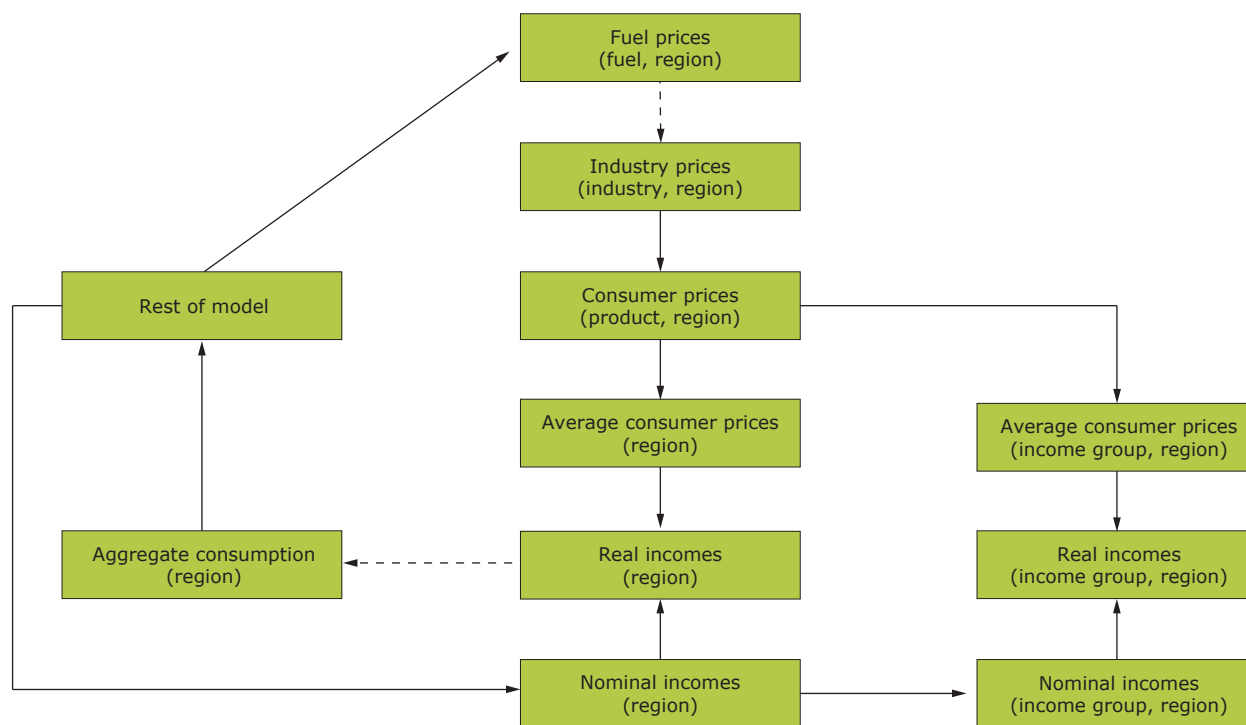 Fuel prices
(fuel, region)
Industry prices
(industry, region)
Rest of model
Consumer prices
(product, region)
Average consumer prices
(region)
Average consumer prices
(income group, region)
Aggregate consumption
(region)
Real incomes
(region)
Real incomes
(income group, region)
Nominal incomes
(region)
Nominal incomes
(income group, region)